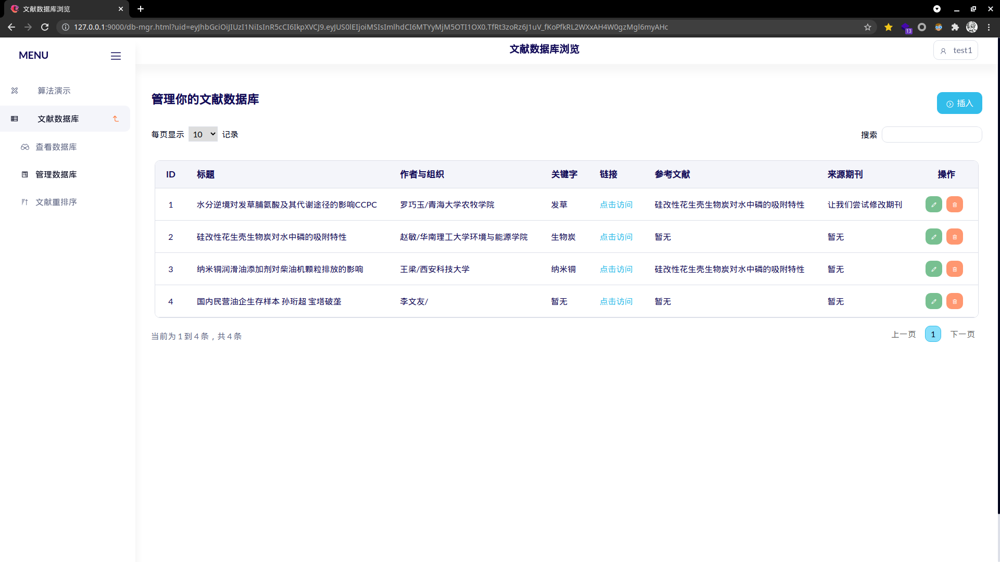 文献数据库浏览
127.0.0.1:9000/db-mgr.html?uid=eyJhbGciOiJIUzI1NiIsInR5cCI6IkpXVCJ9.eyJUS0lEIjoiMSIsImlhdCI6MTYyMjM5OTI1OX0.TfRt3zoRz6J1uV_fKoPfkRL2WXxAH4W0gzMgl6myAHc
13
MENU
文献数据库浏览
test1
算法演示
文献数据库
查看数据库
管理数据库
文献重排序
管理你的文献数据库
插入
每页显示 10 记录
搜索
ID 标题 作者与组织 关键字 链接 参考文献 来源期刊 操作
1 水分逆境对发草脯氨酸及其代谢途径的影响CCPC 罗巧玉/青海大学农牧学院 发草 点击访问 硅改性花生壳生物炭对水中磷的吸附特性 让我们尝试修改期刊
2 硅改性花生壳生物炭对水中磷的吸附特性 赵敏/华南理工大学环境与能源学院 生物炭 点击访问 暂无 暂无
3 纳米铜润滑油添加剂对柴油机颗粒排放的影响 王梁/西安科技大学 纳米铜 点击访问 硅改性花生壳生物炭对水中磷的吸附特性 暂无
4 国内民营油企生存样本 孙珩超 宝塔破垄 李文友/ 暂无 点击访问 暂无 暂无
当前为 1 到 4 条，共 4 条
上一页 1 下一页